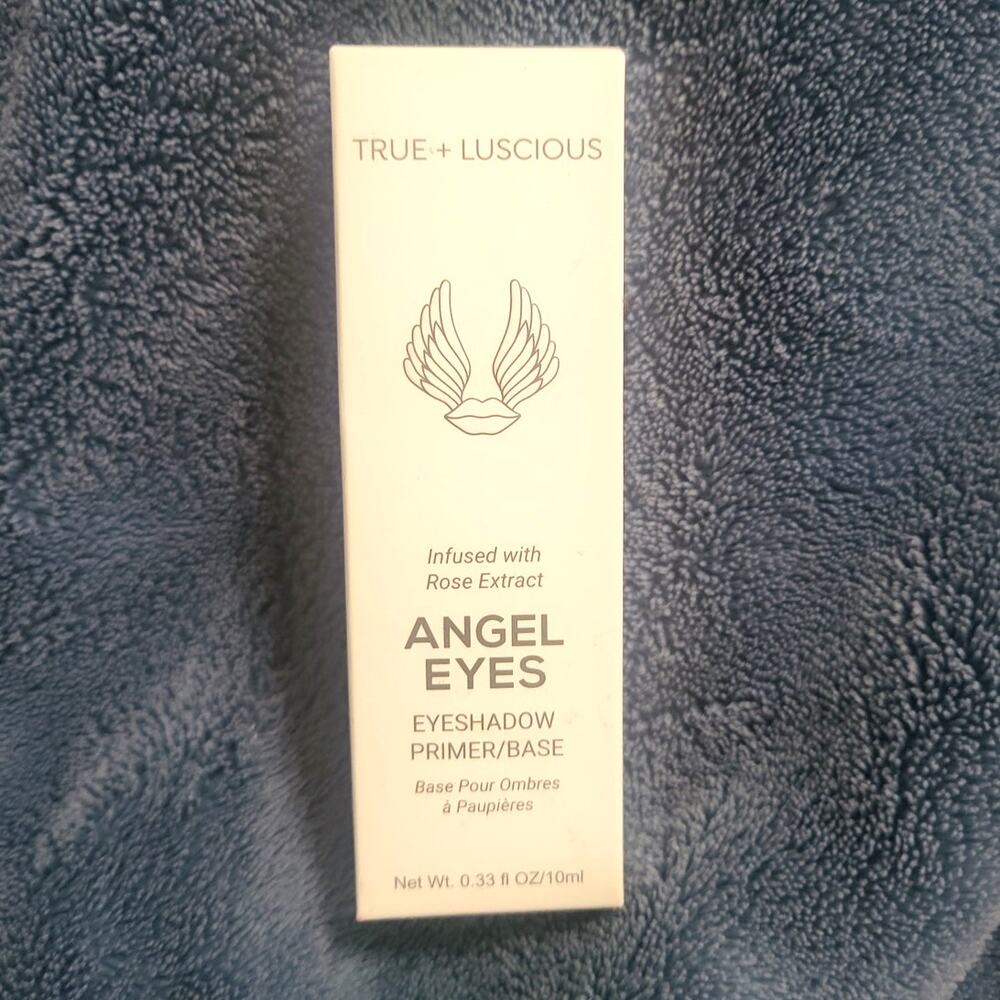 TRUE + LUSCIOUS
Infused with
Rose Extract
ANGEL
EYES
EYESHADOW
PRIMER/BASE
Base Pour Ombres
à Paupières
Net Wt. 0.33 fl OZ/10ml